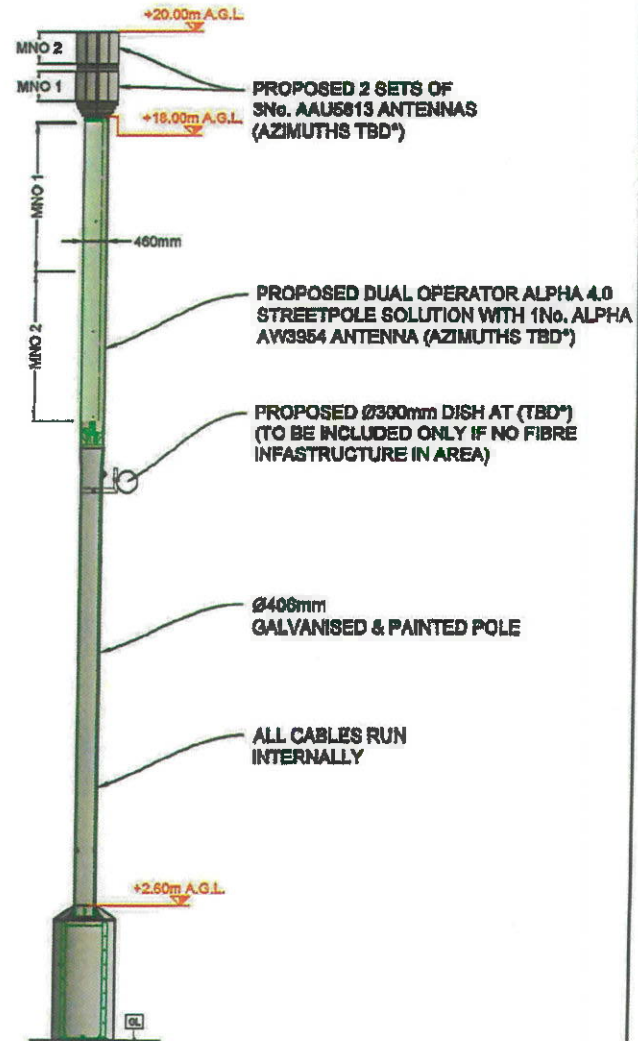 +20.00m A.G.L.
MNO 2
MNO 1
PROPOSED 2 SETS OF
3No. AAU5613 ANTENNAS
(AZIMUTHS TBD*)
+18.00m A.G.L.
MNO 1
460mm
MNO 2
PROPOSED DUAL OPERATOR ALPHA 4.0
STREETPOLE SOLUTION WITH 1No. ALPHA
AW3954 ANTENNA (AZIMUTHS TBD*)
PROPOSED Ø300mm DISH AT (TBD*)
(TO BE INCLUDED ONLY IF NO FIBRE
INFASTRUCTURE IN AREA)
Ø406mm
GALVANISED & PAINTED POLE
ALL CABLES RUN
INTERNALLY
+2.60m A.G.L.
GL